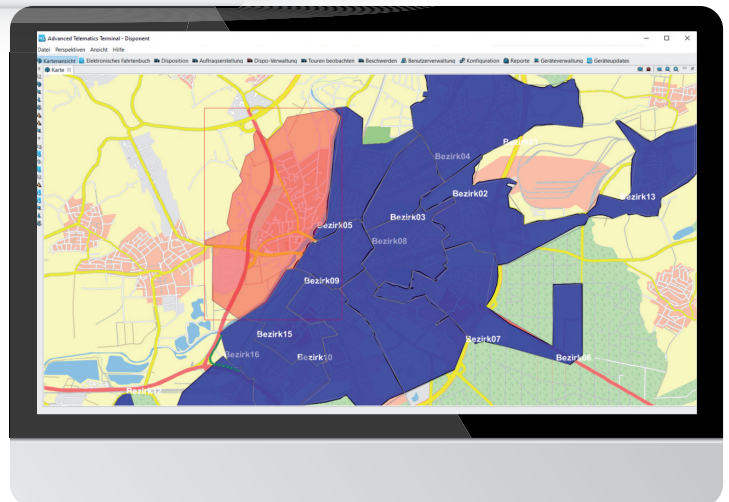 Advanced Telematics Terminal - Disponent
Datei Perspektiven Ansicht Hilfe
Kartenansicht Elektronisches Fahrtenbuch Disposition Auftragserstellung Dispo-Verwaltung Touren beobachten Beschwerden Benutzerverwaltung Konfiguration Reporte Geräteverwaltung Geräteupdates
Karte
Bezirk04
Bezirk02
Bezirk13
Bezirk03
Bezirk05
Bezirk08
Bezirk09
Bezirk15
Bezirk07
Bezirk16
Bezirk10
Bezirk06
Bezirk12